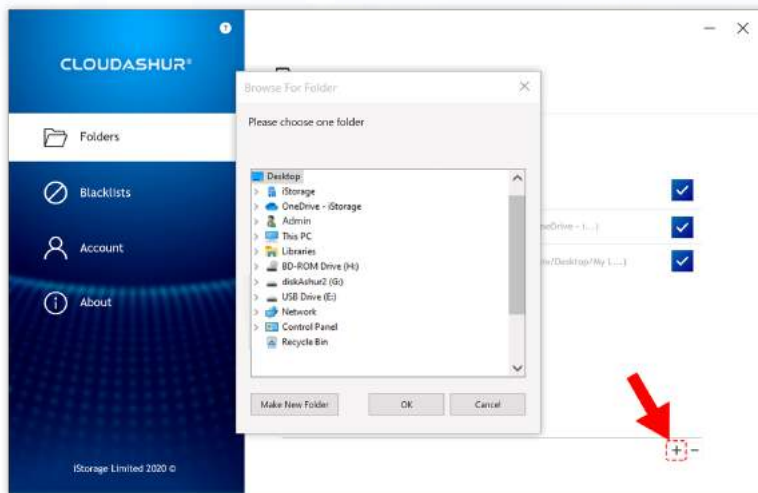 CLOUDASHUR®
Folders
Blacklists
Account
About
iStorage Limited 2020 ©
Browse For Folder
Please choose one folder
Desktop
iStorage
OneDrive - iStorage
Admin
This PC
Libraries
BD-ROM Drive (H:)
diskAshur2 (G:)
USB Drive (E:)
Network
Control Panel
Recycle Bin
Make New Folder
OK
Cancel